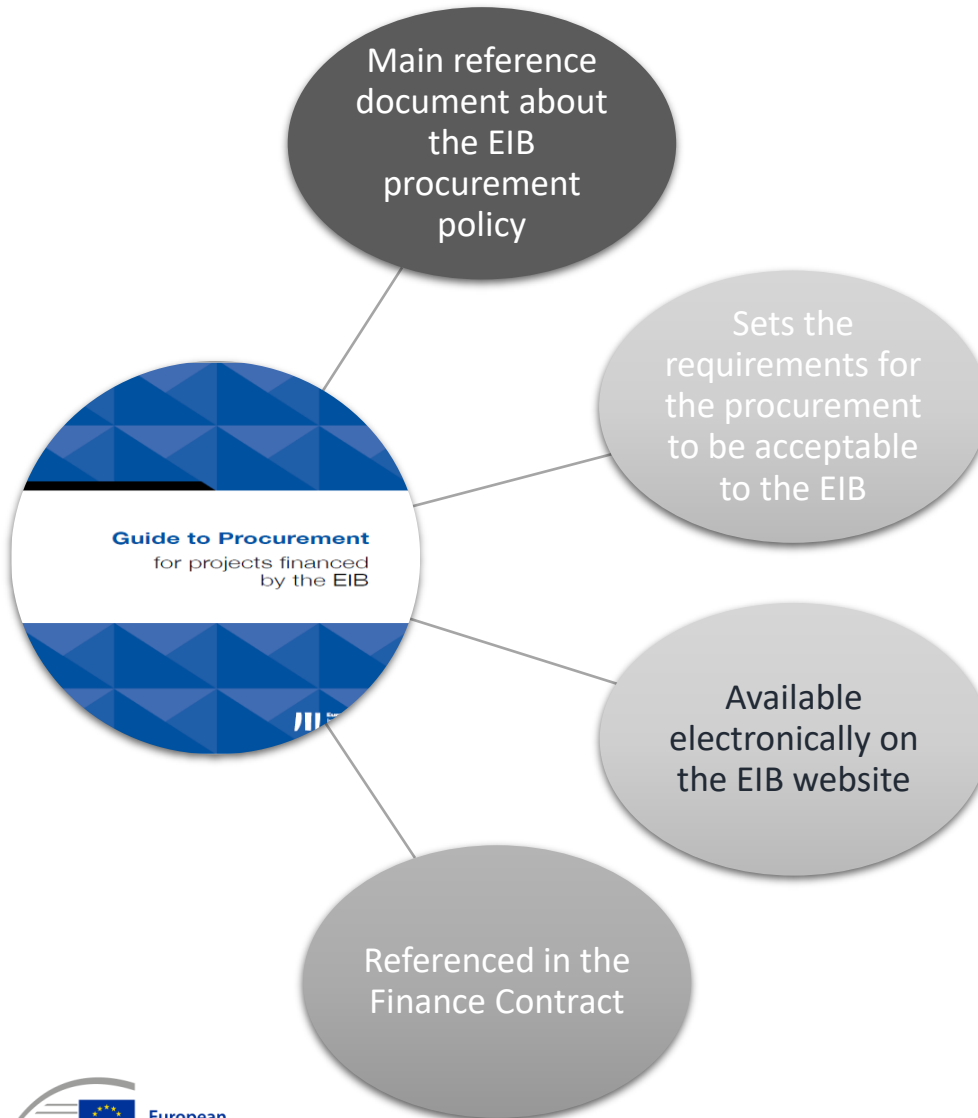 Main reference
document about
the EIB
procurement
policy
Sets the
requirements for
the procurement
to be acceptable
to the EIB
Guide to Procurement
for projects financed
by the EIB
Available
electronically on
the EIB website
Referenced in the
Finance Contract
European